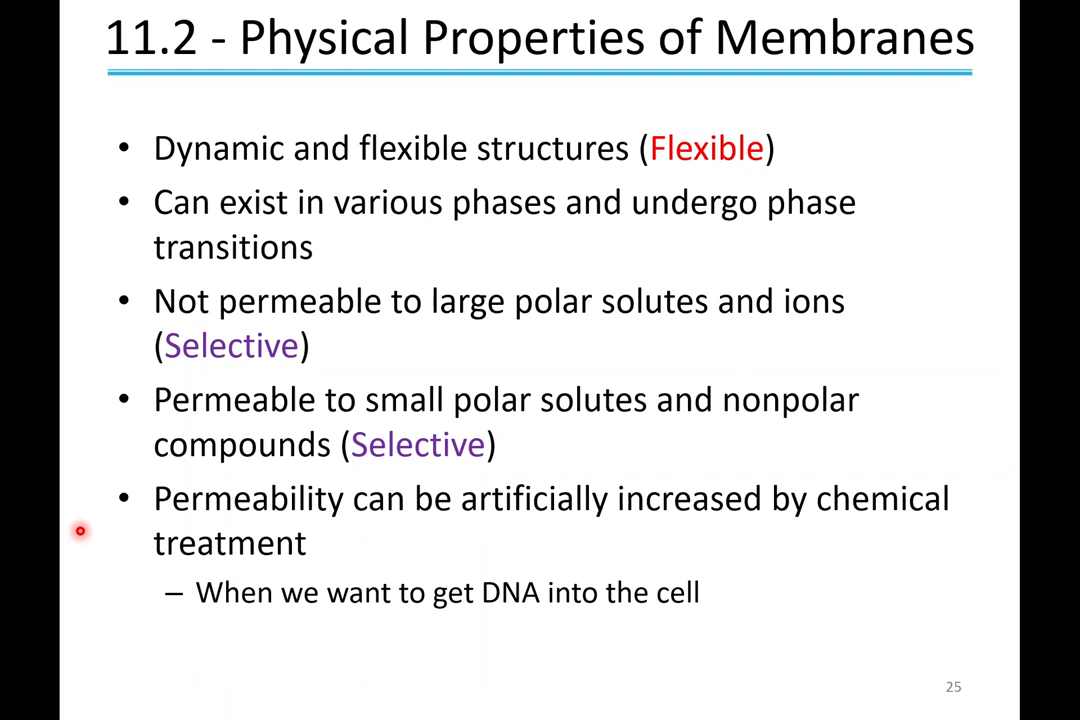 11.2 - Physical Properties of Membranes
• Dynamic and flexible structures (Flexible)
• Can exist in various phases and undergo phase
transitions
• Not permeable to large polar solutes and ions
(Selective)
• Permeable to small polar solutes and nonpolar
compounds (Selective)
• Permeability can be artificially increased by chemical
treatment
– When we want to get DNA into the cell
25